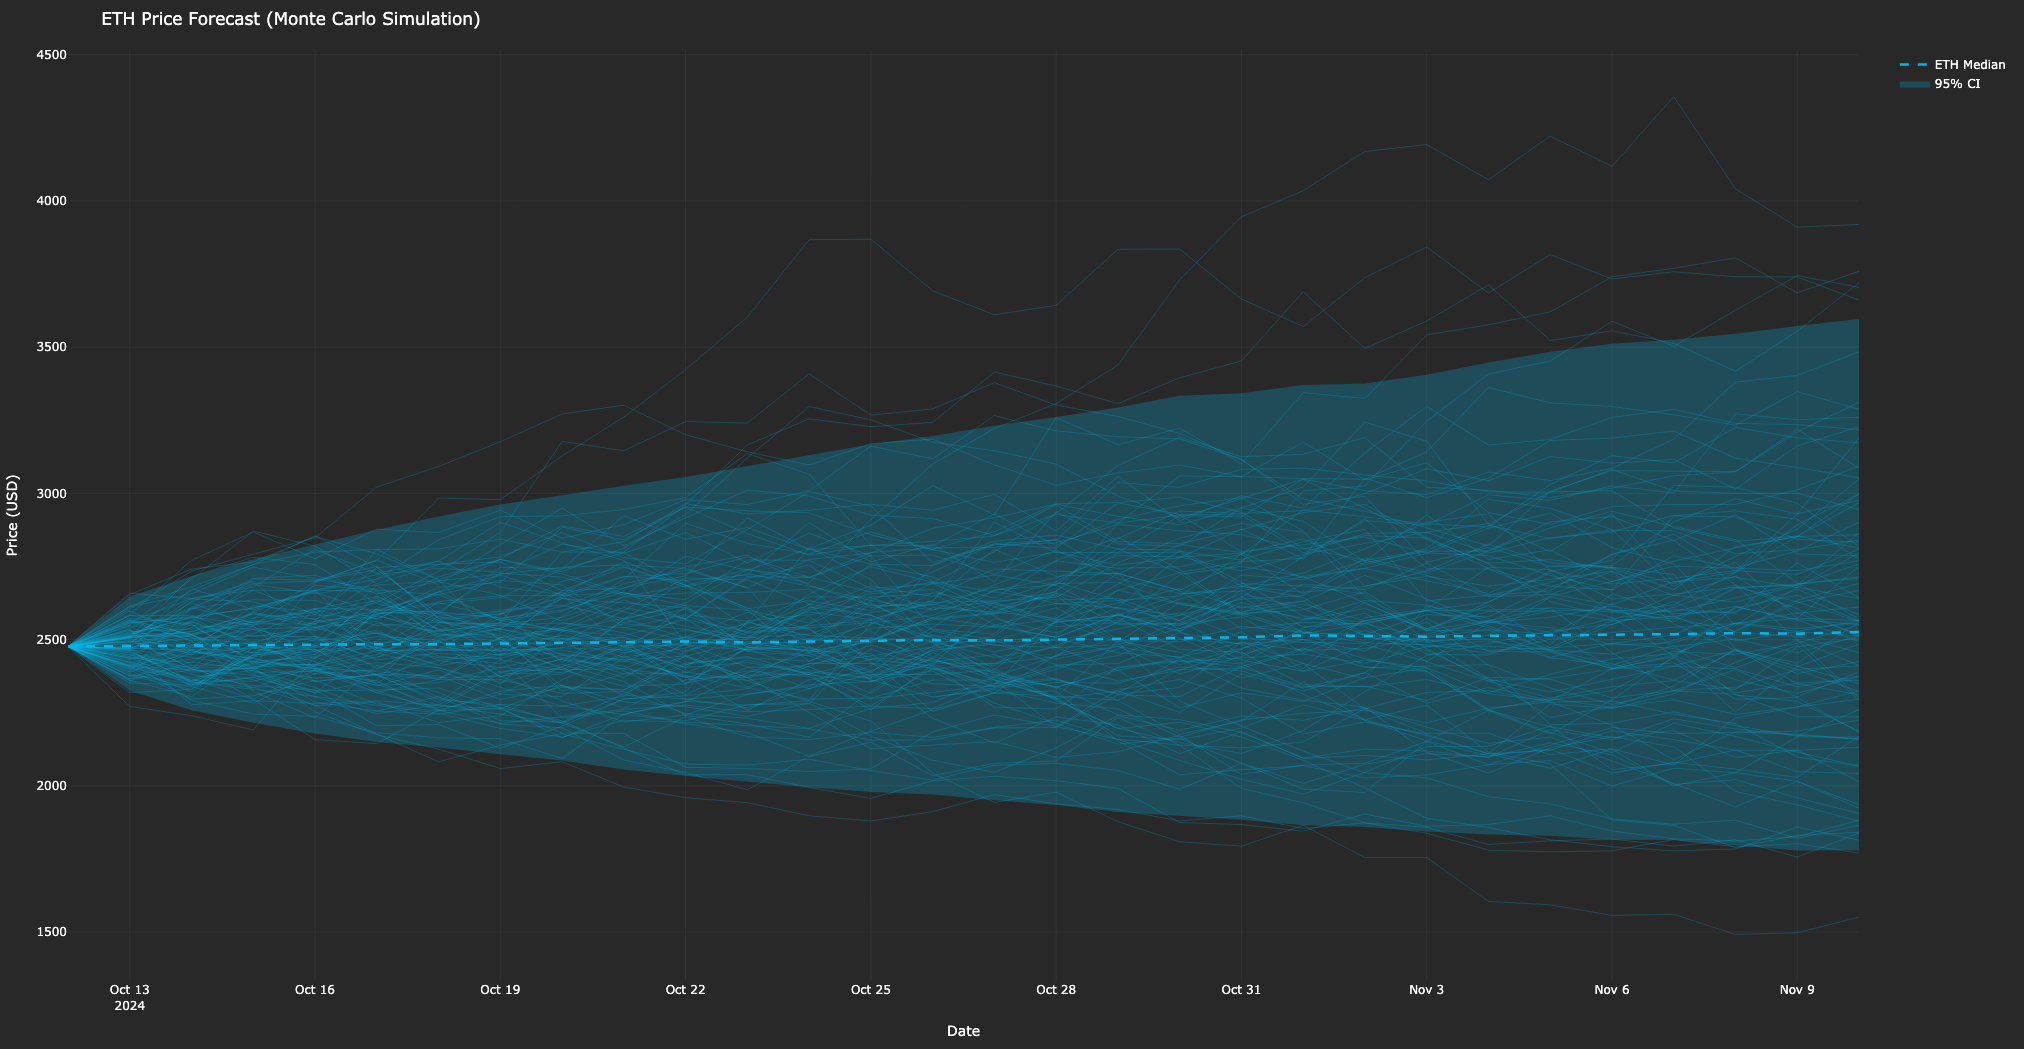 ETH Price Forecast (Monte Carlo Simulation)
ETH Median
95% CI
Price (USD)
4500
4000
3500
3000
2500
2000
1500
Oct 13
2024
Oct 16
Oct 19
Oct 22
Oct 25
Oct 28
Oct 31
Nov 3
Nov 6
Nov 9
Date